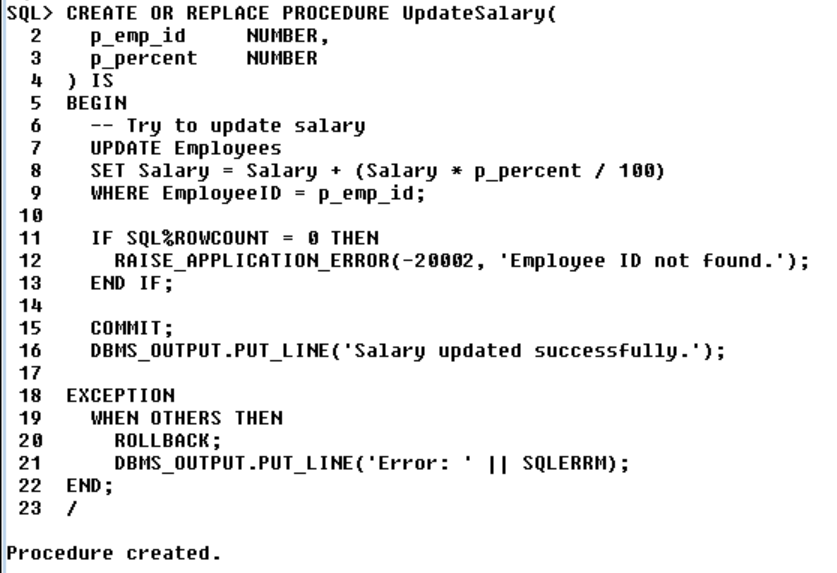 SQL> CREATE OR REPLACE PROCEDURE UpdateSalary(
  2    p_emp_id     NUMBER,
  3    p_percent    NUMBER
  4  ) IS
  5  BEGIN
  6    -- Try to update salary
  7    UPDATE Employees
  8    SET Salary = Salary + (Salary * p_percent / 100)
  9    WHERE EmployeeID = p_emp_id;
 10
 11    IF SQL%ROWCOUNT = 0 THEN
 12      RAISE_APPLICATION_ERROR(-20002, 'Employee ID not found.');
 13    END IF;
 14
 15    COMMIT;
 16    DBMS_OUTPUT.PUT_LINE('Salary updated successfully.');
 17
 18  EXCEPTION
 19    WHEN OTHERS THEN
 20      ROLLBACK;
 21      DBMS_OUTPUT.PUT_LINE('Error: ' || SQLERRM);
 22  END;
 23  /

Procedure created.